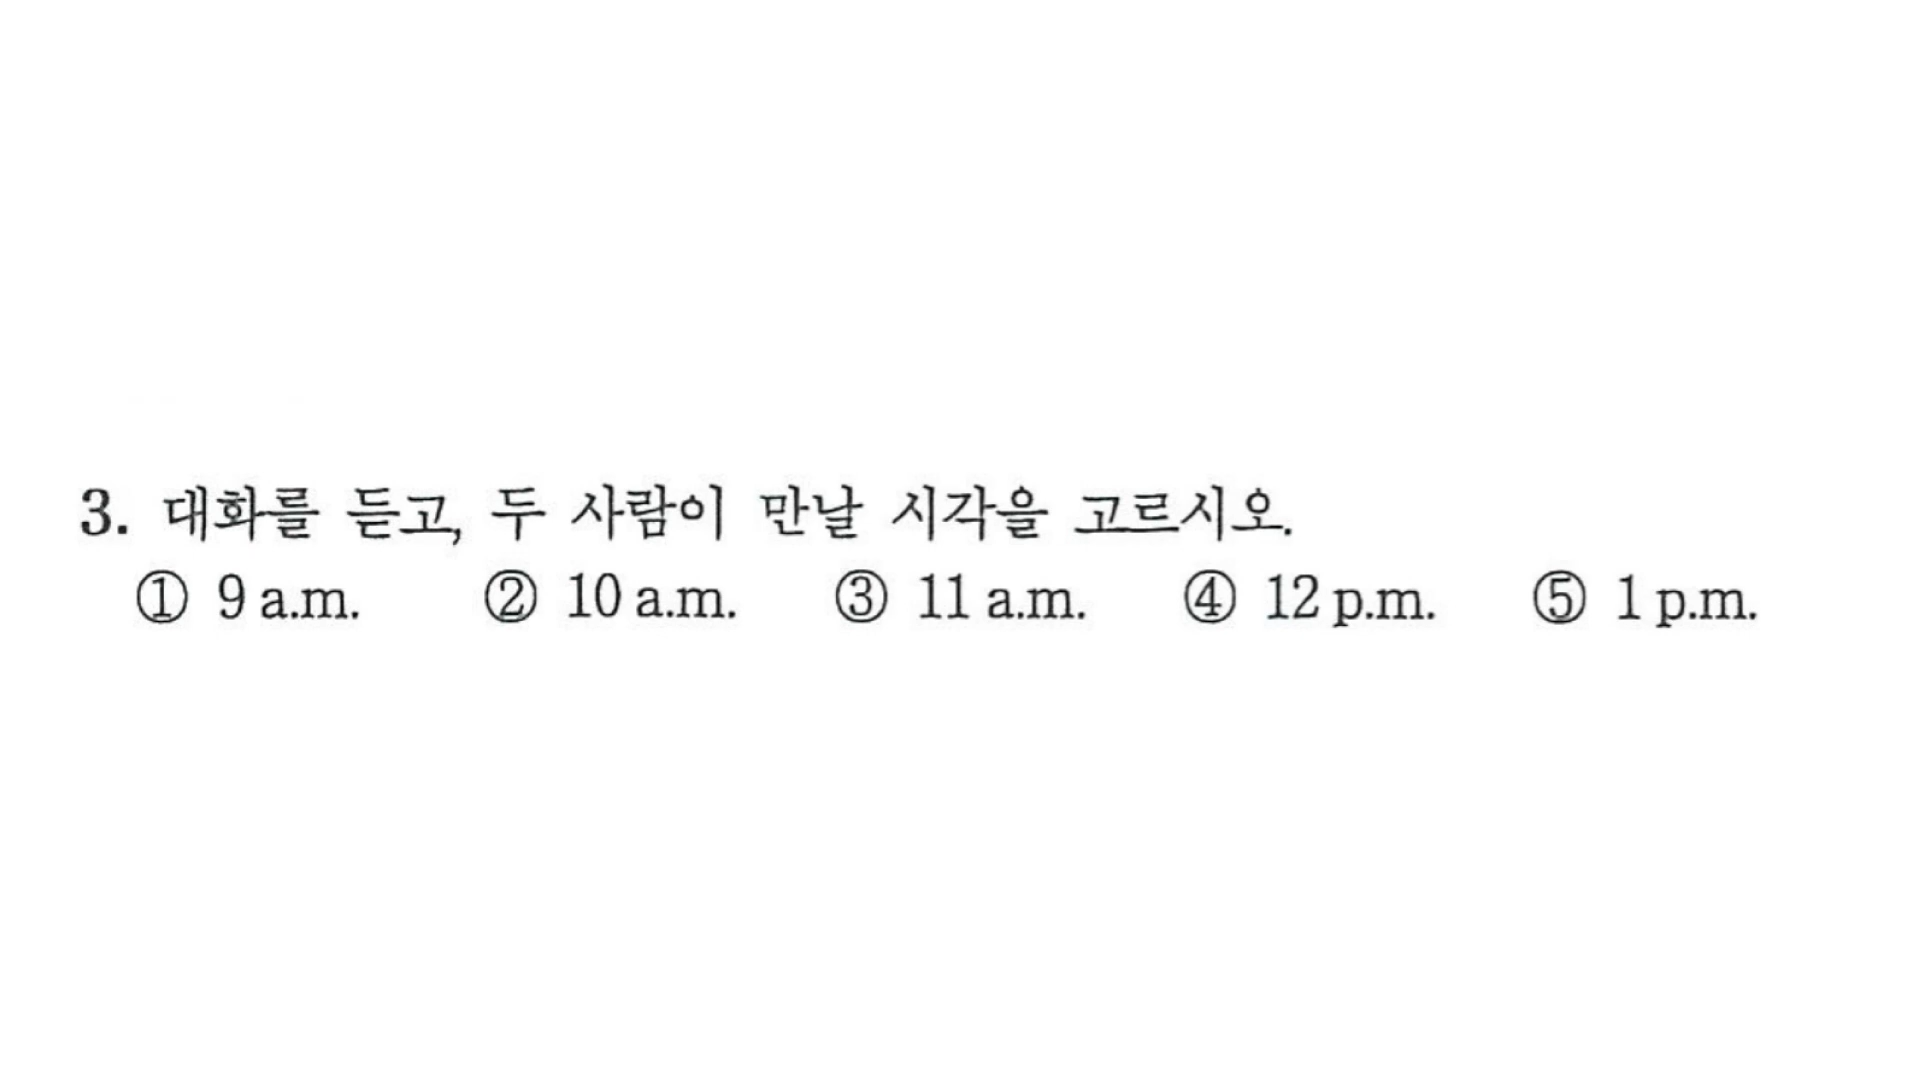 3. 대화를 듣고, 두 사람이 만날 시각을 고르시오.
① 9 a.m. ② 10 a.m. ③ 11 a.m. ④ 12 p.m. ⑤ 1 p.m.